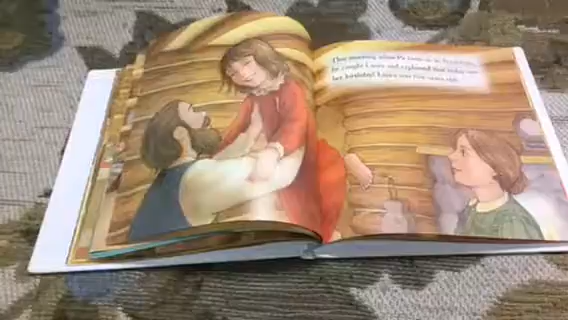 That morning when Pa came in to breakfast,
he caught Laura and explained that today was
her birthday! Laura was five years old.